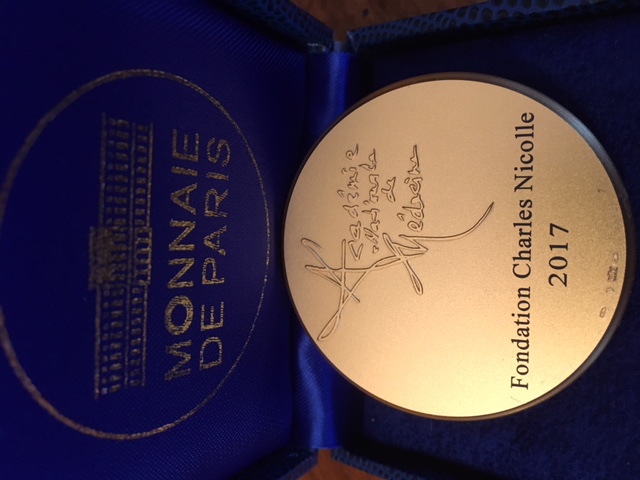 MONNAIE
DE PARIS
Académie
Nationale
de
Médecine
Fondation Charles Nicolle
2017